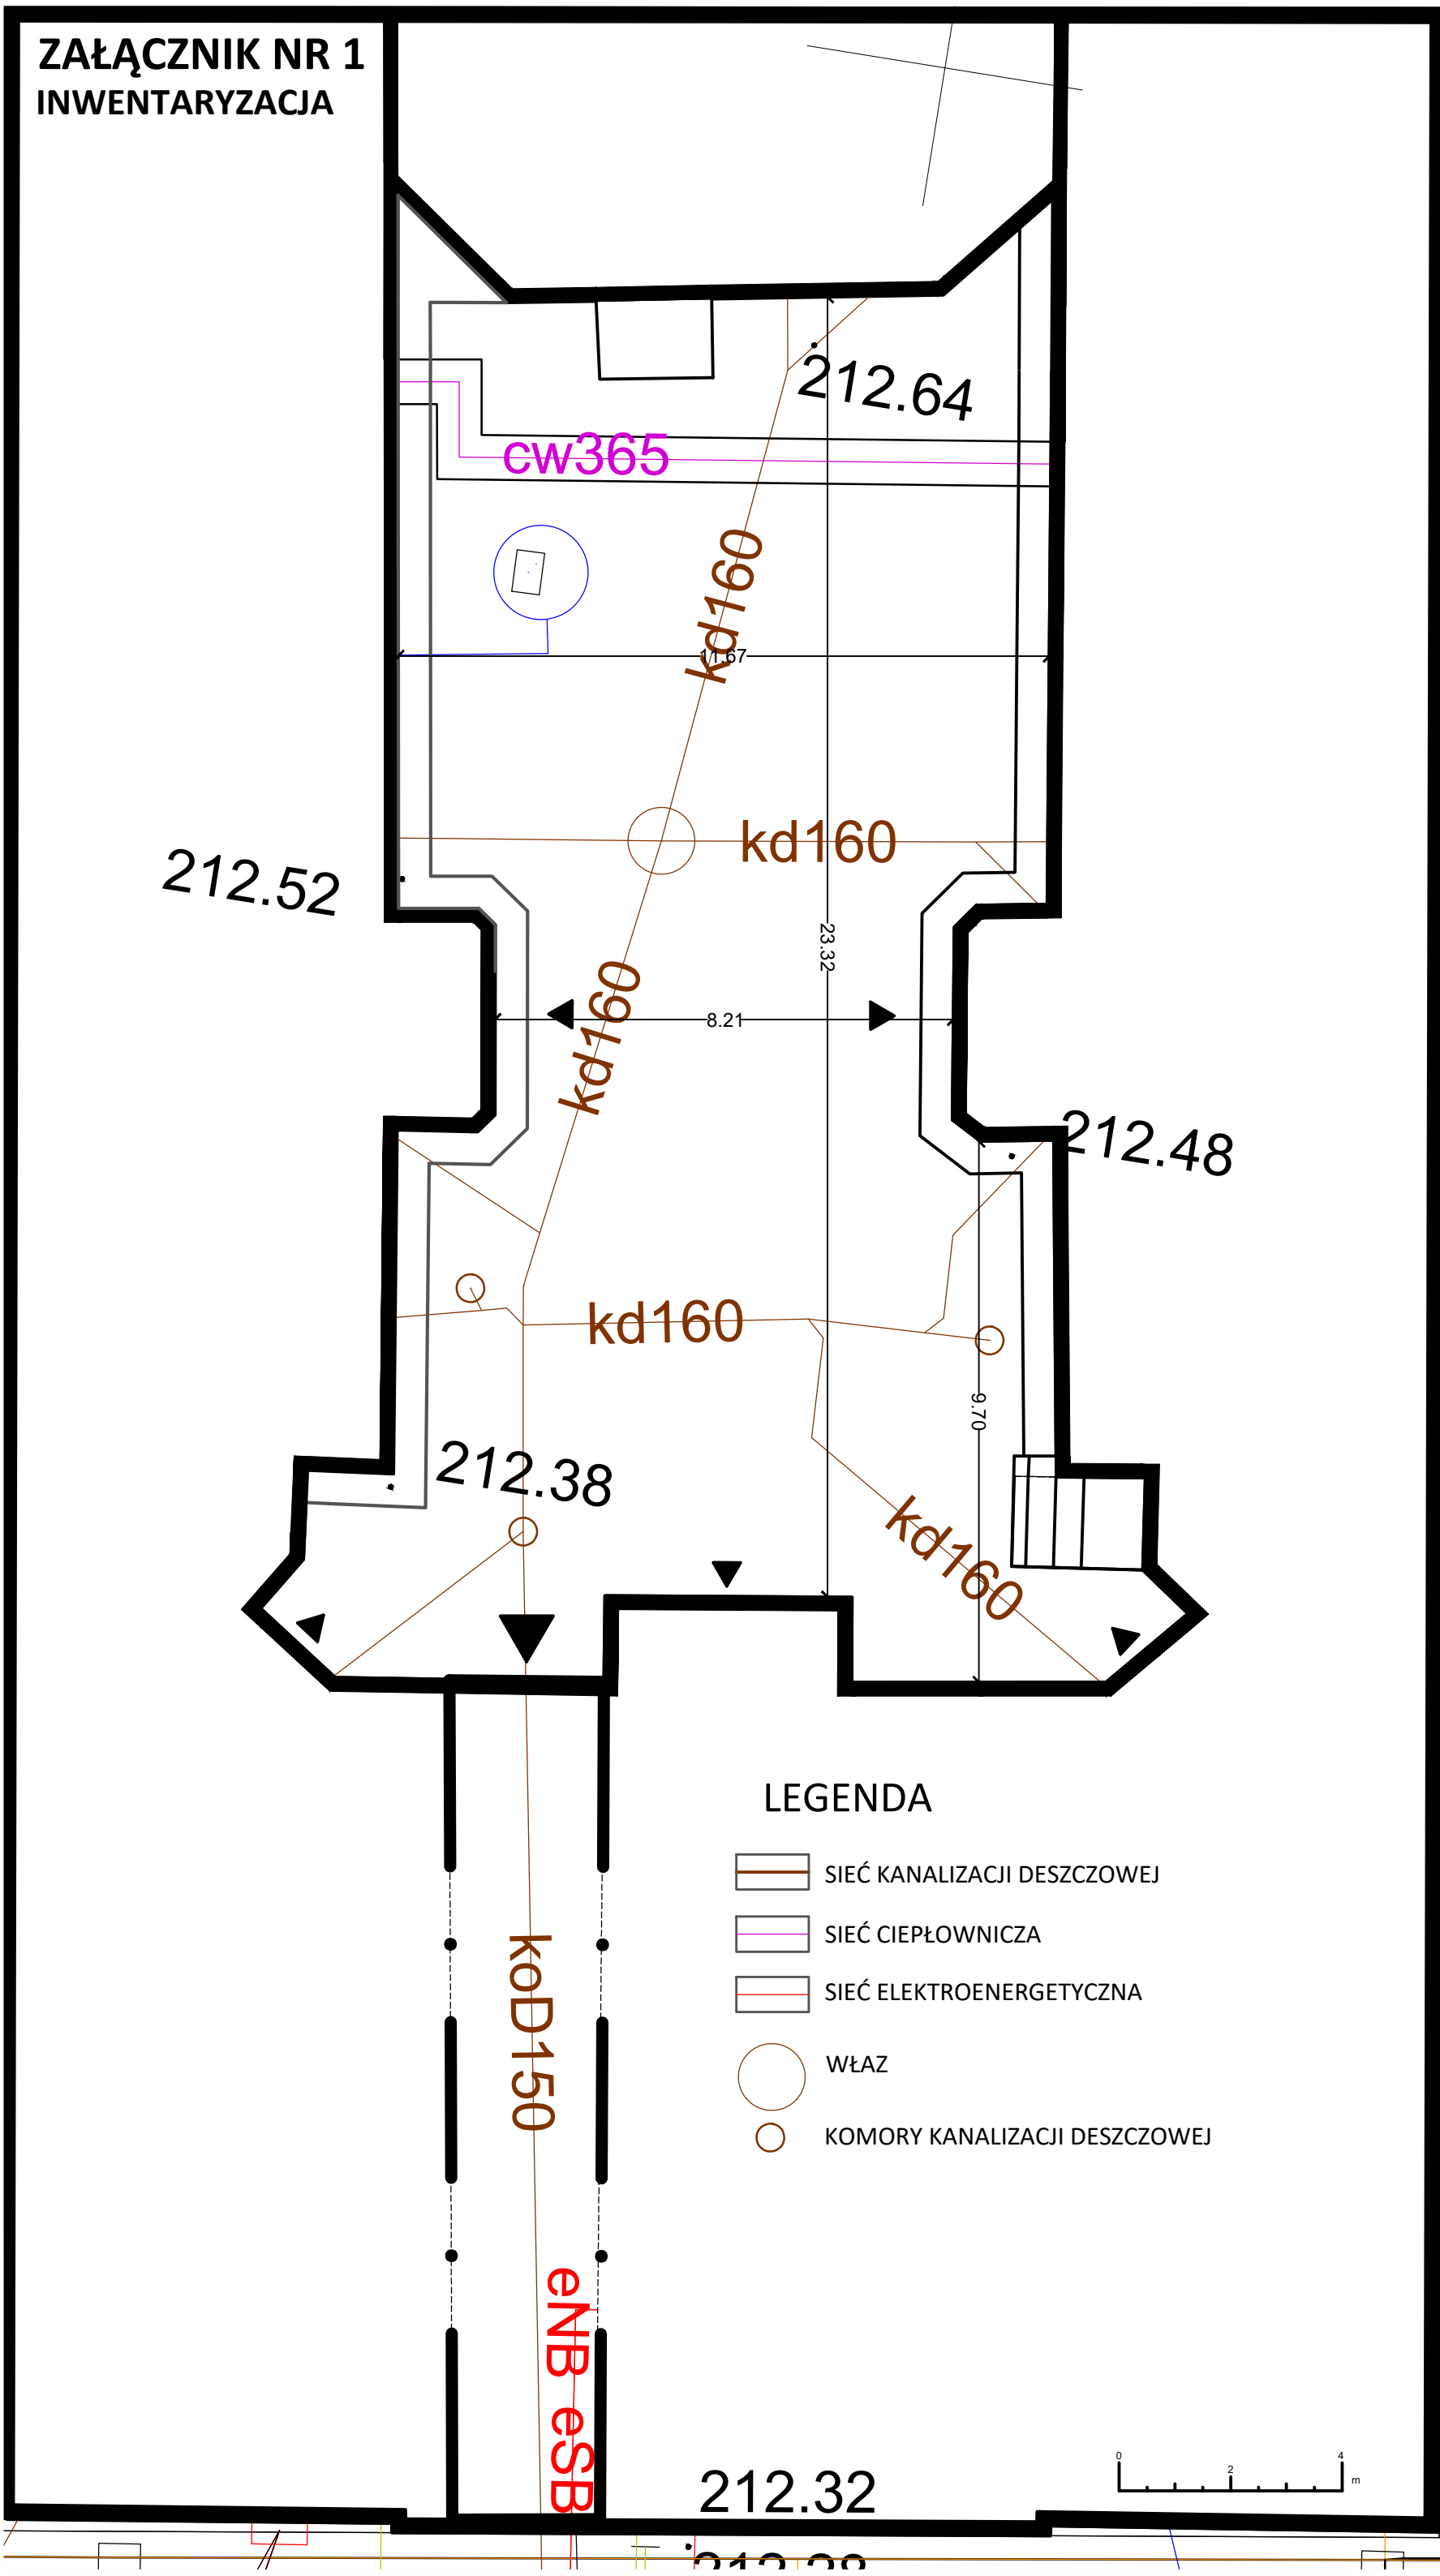 ZAŁĄCZNIK NR 1
INWENTARYZACJA
212.64
cw365
kd160
11.67
kd160
212.52
23.32
kd160
8.21
212.48
kd160
9.70
212.38
kd160
LEGENDA
SIEĆ KANALIZACJI DESZCZOWEJ
SIEĆ CIEPŁOWNICZA
SIEĆ ELEKTROENERGETYCZNA
koD150
WŁAZ
KOMORY KANALIZACJI DESZCZOWEJ
eNB eSB
0 2 4 m
212.32